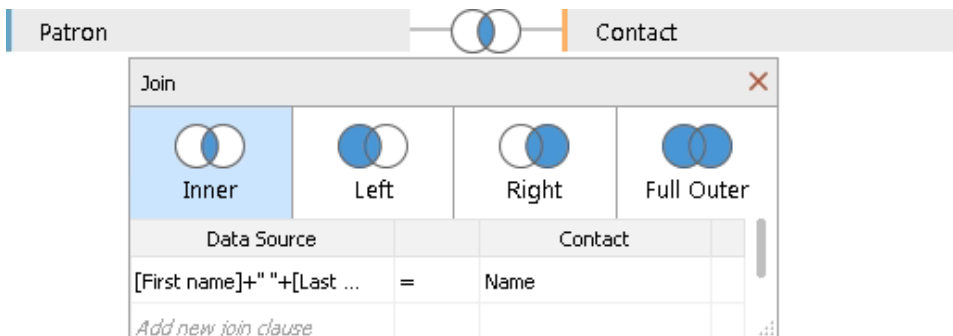 Patron Contact
Join
Inner Left Right Full Outer
Data Source Contact
[First name]+" "+[Last ... = Name
Add new join clause